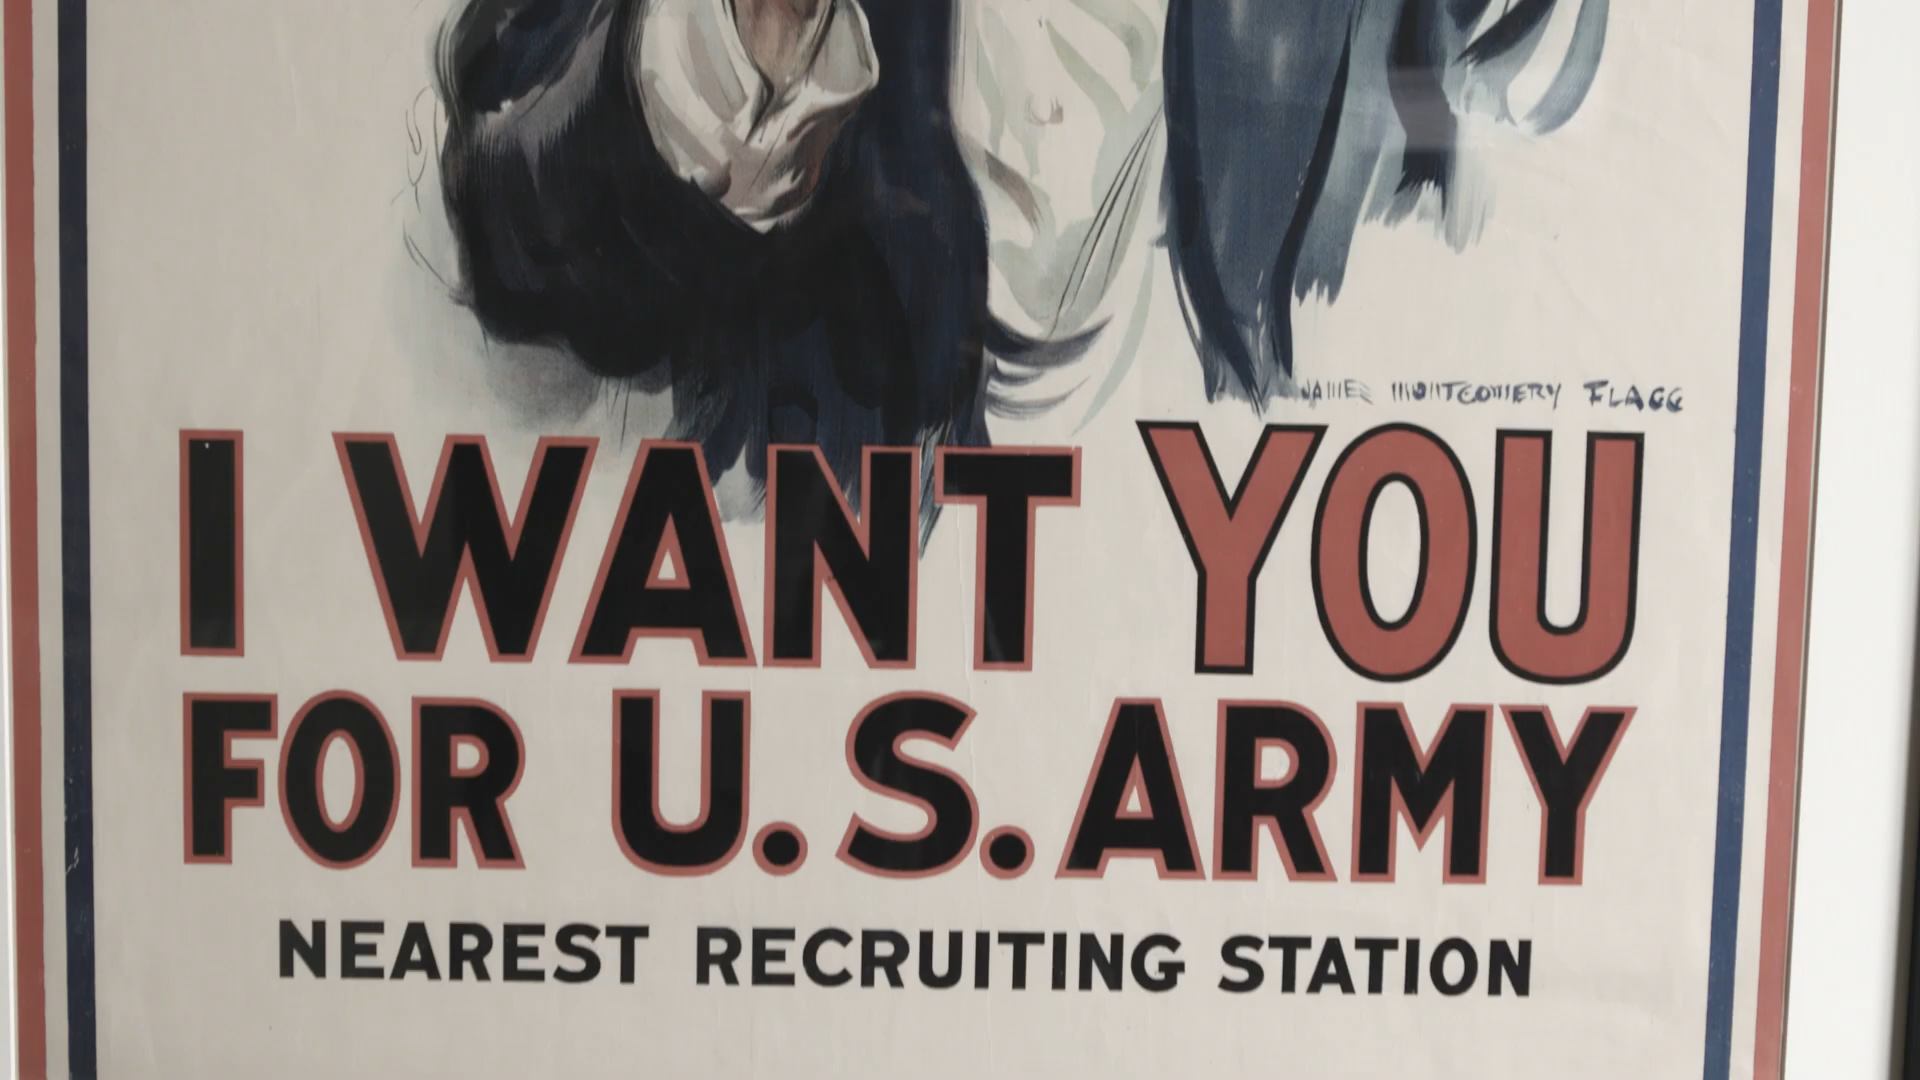 JAMES MONTGOMERY FLAGG
I WANT YOU
FOR U.S. ARMY
NEAREST RECRUITING STATION